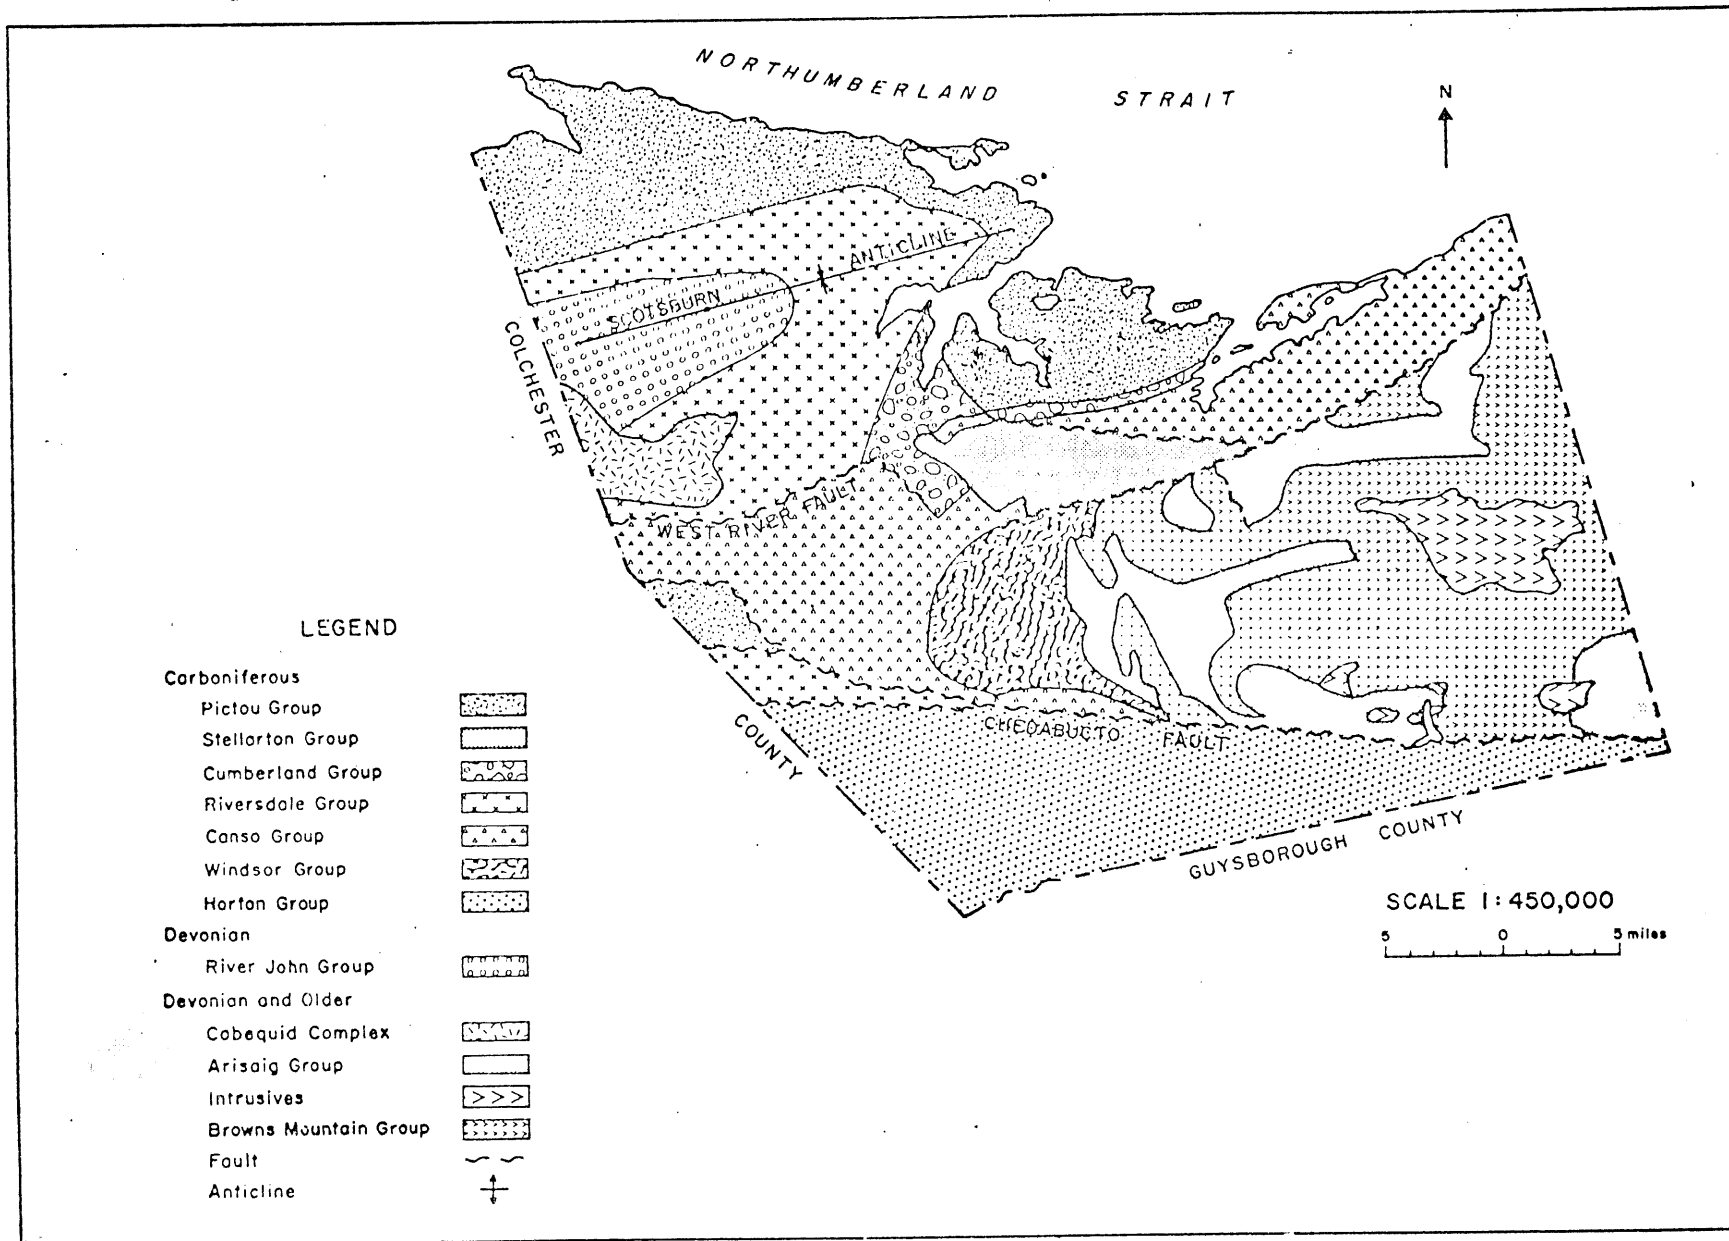 NORTHUMBERLAND STRAIT
N
SCOTSBURN ANTICLINE
COLCHESTER
COUNTY
WEST RIVER FAULT
CHEDABUCTO FAULT
GUYSBOROUGH COUNTY
SCALE 1:450,000
5 0 5 miles
LEGEND
Carboniferous
Pictou Group
Stellarton Group
Cumberland Group
Riversdale Group
Canso Group
Windsor Group
Horton Group
Devonian
River John Group
Devonian and Older
Cobequid Complex
Arisaig Group
Intrusives
Browns Mountain Group
Fault
Anticline